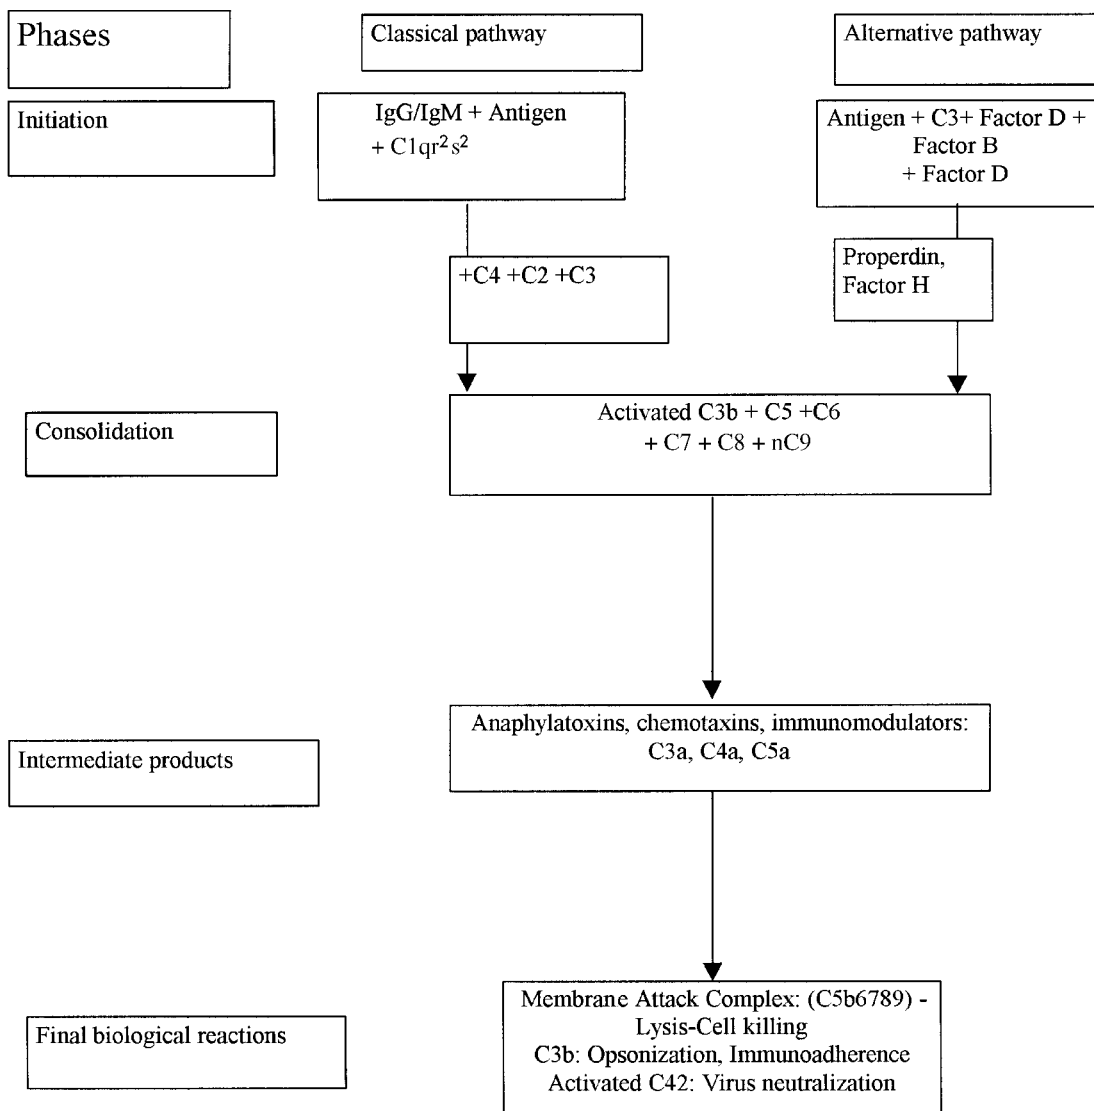 Phases
Classical pathway
Alternative pathway
Initiation
IgG/IgM + Antigen
+ C1qr²s²
Antigen + C3+ Factor D +
Factor B
+ Factor D
+C4 +C2 +C3
Properdin,
Factor H
Consolidation
Activated C3b + C5 +C6
+ C7 + C8 + nC9
Intermediate products
Anaphylatoxins, chemotaxins, immunomodulators:
C3a, C4a, C5a
Final biological reactions
Membrane Attack Complex: (C5b6789) -
Lysis-Cell killing
C3b: Opsonization, Immunoadherence
Activated C42: Virus neutralization